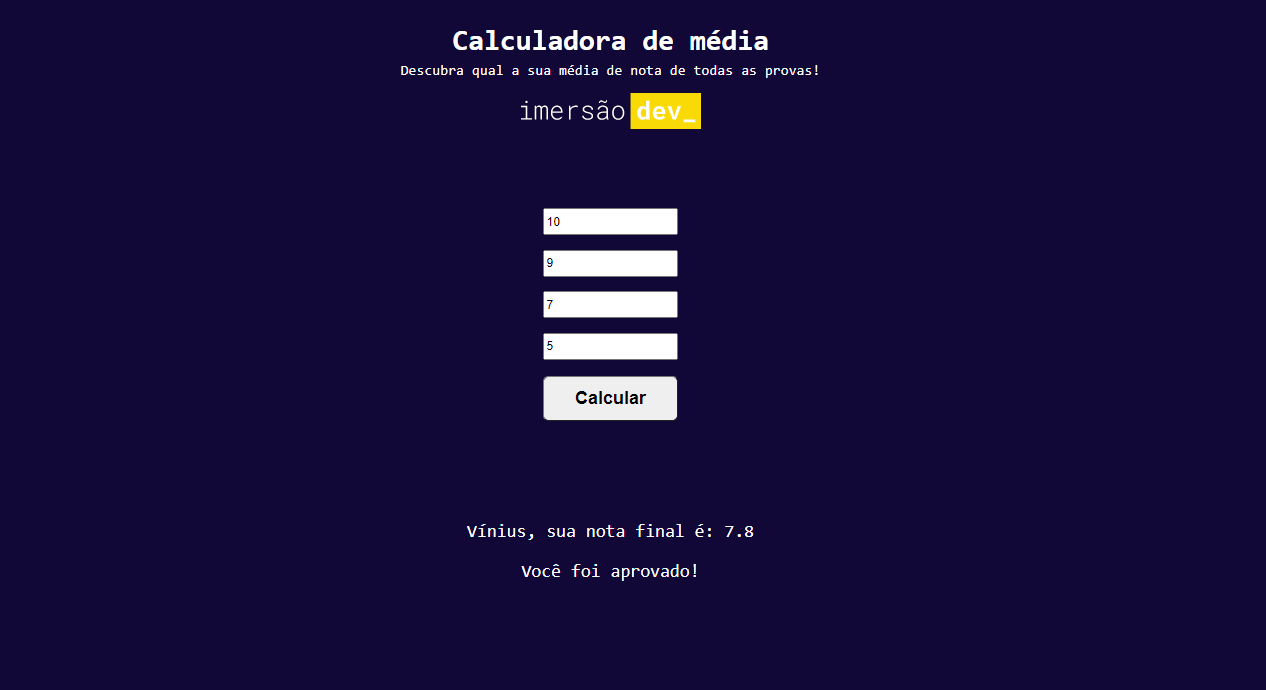 Calculadora de média
Descubra qual a sua média de nota de todas as provas!
imersão dev_
10
9
7
5
Calcular
Vínius, sua nota final é: 7.8
Você foi aprovado!